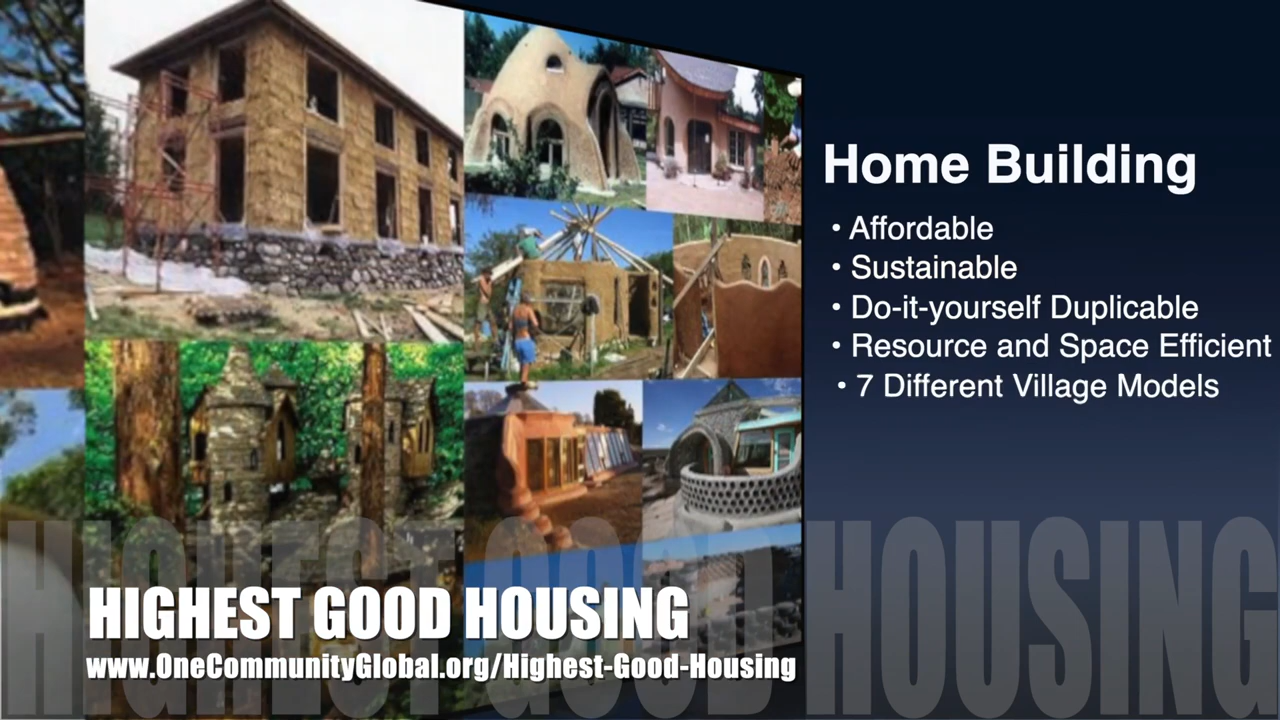 Home Building
• Affordable
• Sustainable
• Do-it-yourself Duplicable
• Resource and Space Efficient
• 7 Different Village Models
HIGHEST GOOD HOUSING
HIGHEST GOOD HOUSING
www.OneCommunityGlobal.org/Highest-Good-Housing